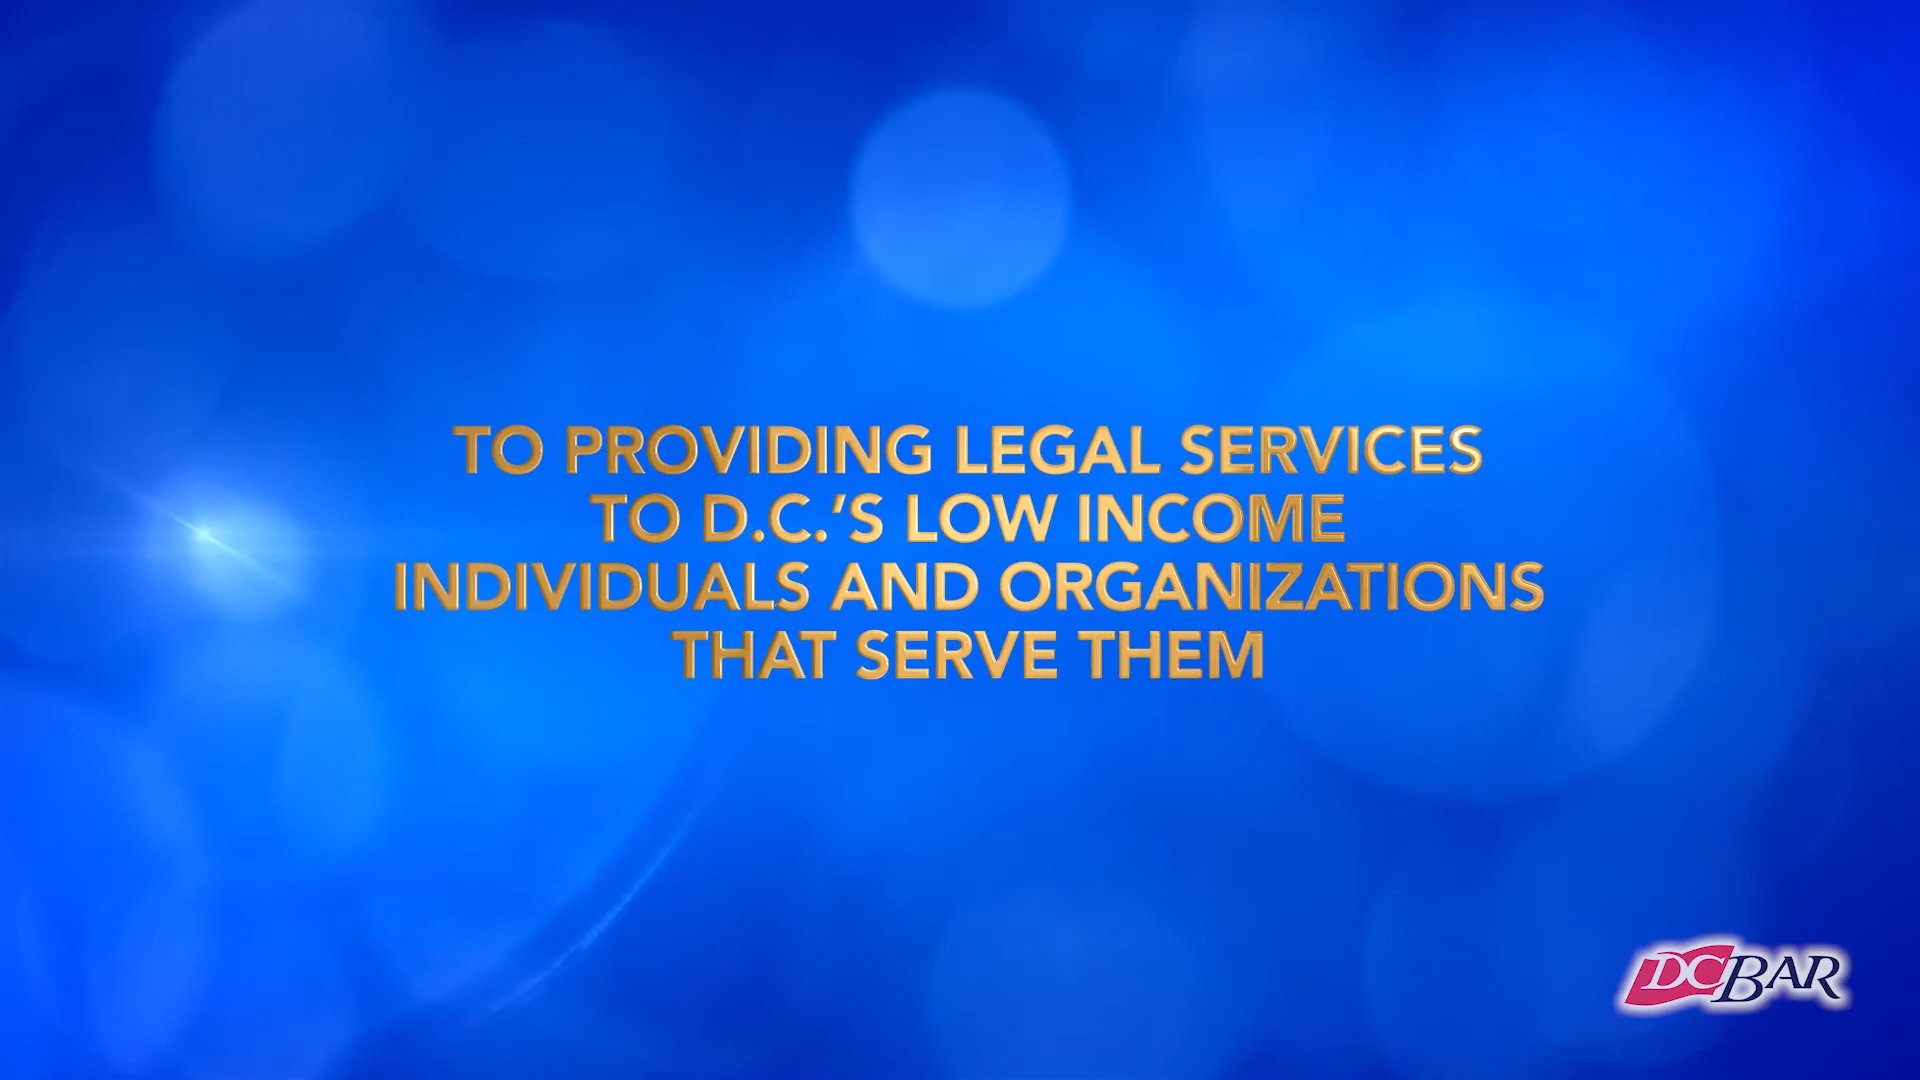 TO PROVIDING LEGAL SERVICES
TO D.C.’S LOW INCOME
INDIVIDUALS AND ORGANIZATIONS
THAT SERVE THEM
DCBAR